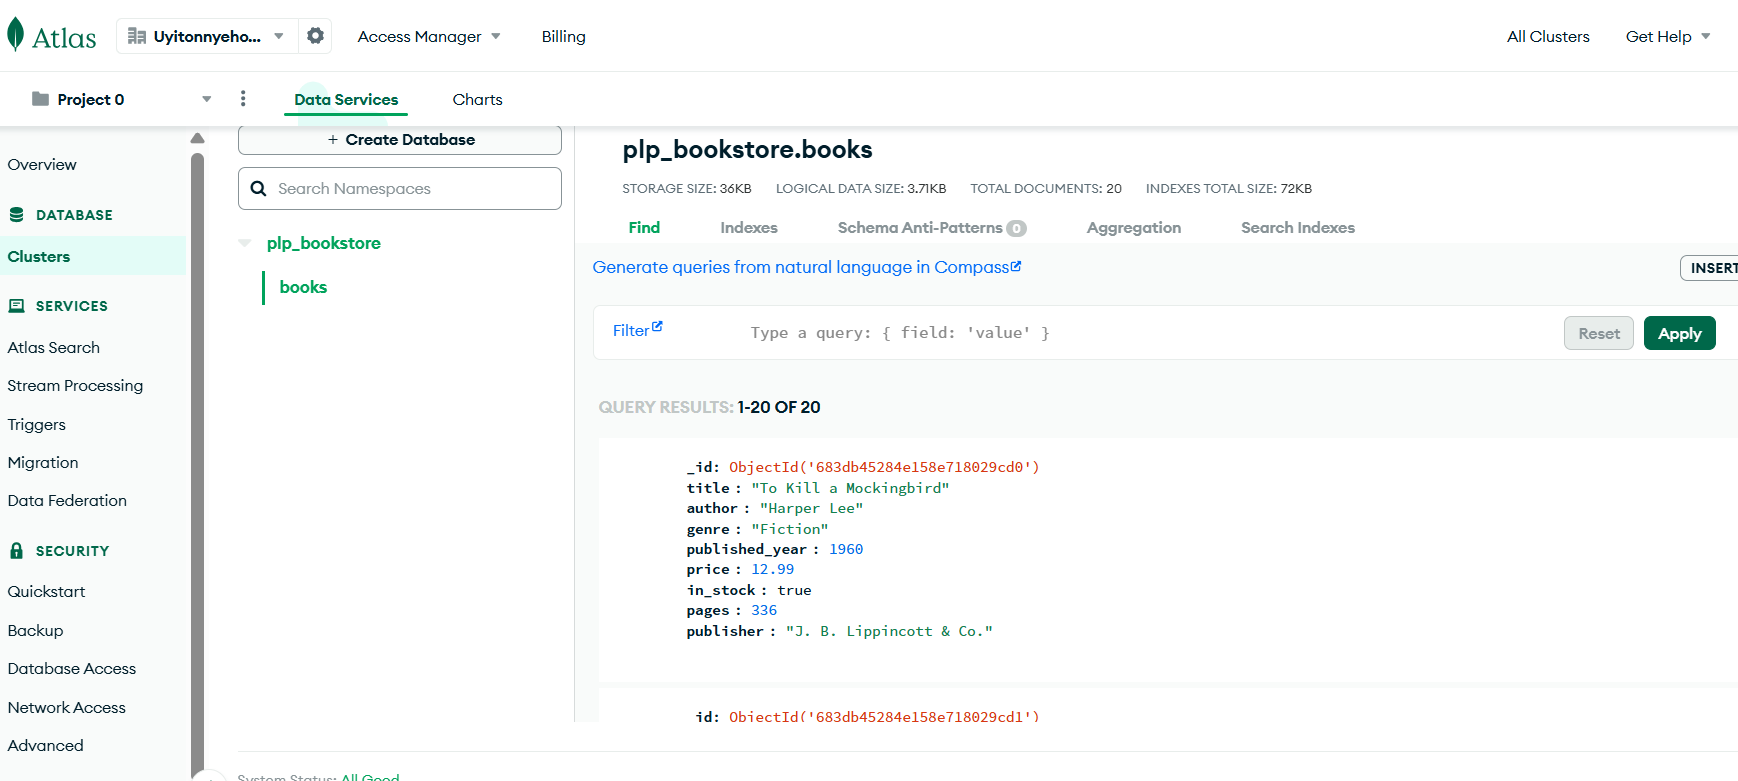 Atlas
Uyitonnyeho...
Access Manager
Billing
All Clusters
Get Help
Project 0
Data Services
Charts
Overview
DATABASE
Clusters
SERVICES
Atlas Search
Stream Processing
Triggers
Migration
Data Federation
SECURITY
Quickstart
Backup
Database Access
Network Access
Advanced
+ Create Database
Search Namespaces
plp_bookstore
books
plp_bookstore.books
STORAGE SIZE: 36KB LOGICAL DATA SIZE: 3.71KB TOTAL DOCUMENTS: 20 INDEXES TOTAL SIZE: 72KB
Find Indexes Schema Anti-Patterns 0 Aggregation Search Indexes
Generate queries from natural language in Compass
INSERT
Filter Type a query: { field: 'value' } Reset Apply
QUERY RESULTS: 1-20 OF 20
_id: ObjectId('683db45284e158e718029cd0')
title : "To Kill a Mockingbird"
author : "Harper Lee"
genre : "Fiction"
published_year : 1960
price : 12.99
in_stock : true
pages : 336
publisher : "J. B. Lippincott & Co."
_id: ObjectId('683db45284e158e718029cd1')
System Status: All Good